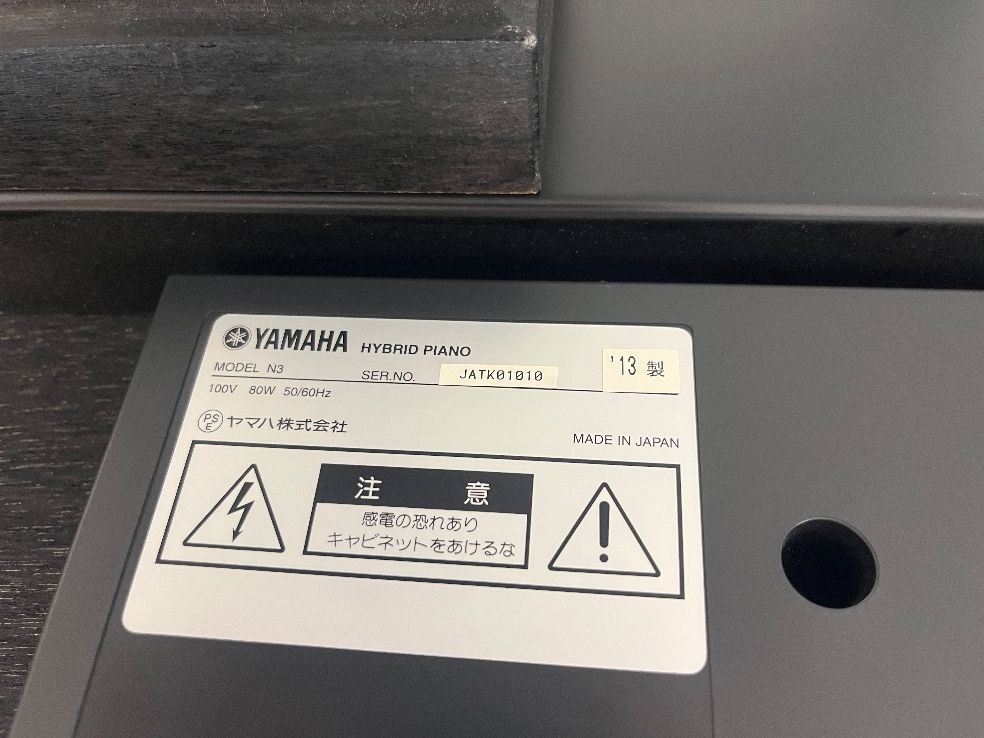 YAMAHA HYBRID PIANO
MODEL N3 SER.NO. JATK01010 '13 製
100V 80W 50/60Hz
PSE ヤマハ株式会社
MADE IN JAPAN
注意
感電の恐れあり
キャビネットをあけるな